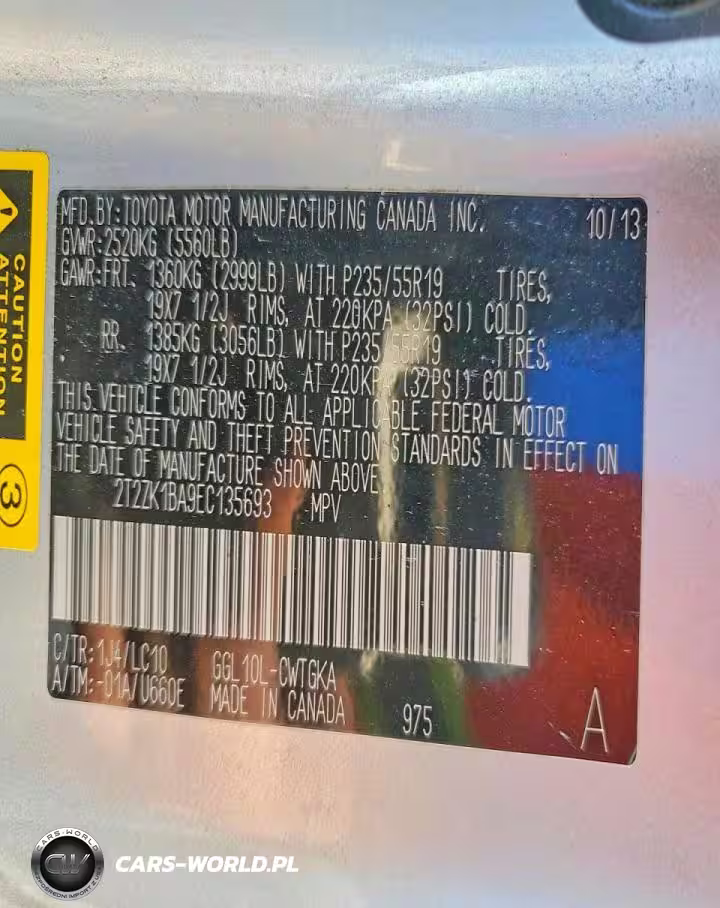 MFD.BY:TOYOTA MOTOR MANUFACTURING CANADA INC. 10/13
GVWR:2520KG (5560LB)
GAWR:FRT. 1360KG (2999LB) WITH P235/55R19 TIRES,
19X7 1/2J RIMS, AT 220KPA (32PSI) COLD.
RR. 1385KG (3056LB) WITH P235/55R19 TIRES,
19X7 1/2J RIMS, AT 220KPA (32PSI) COLD.
THIS VEHICLE CONFORMS TO ALL APPLICABLE FEDERAL MOTOR
VEHICLE SAFETY AND THEFT PREVENTION STANDARDS IN EFFECT ON
THE DATE OF MANUFACTURE SHOWN ABOVE.
2T2ZK1BA9EC135693 MPV
C/TR:1J4/LC10 GGL10L-CWTGKA
A/TM:-01A/U660E MADE IN CANADA 975 A
CAUTION
ATTENTION
3
CARS-WORLD
CW
CARS-WORLD.PL